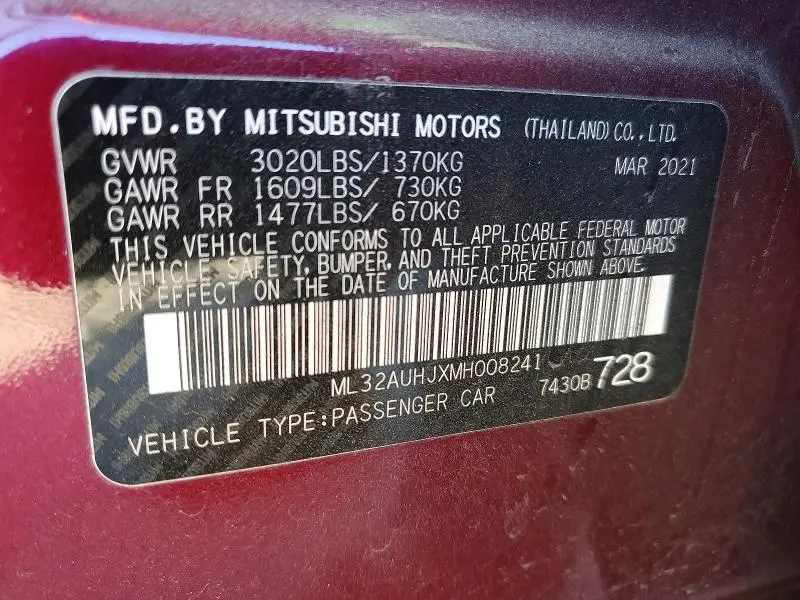 MFD.BY MITSUBISHI MOTORS (THAILAND)CO.,LTD.
GVWR 3020LBS/1370KG MAR 2021
GAWR FR 1609LBS/ 730KG
GAWR RR 1477LBS/ 670KG
THIS VEHICLE CONFORMS TO ALL APPLICABLE FEDERAL MOTOR
VEHICLE SAFETY, BUMPER, AND THEFT PREVENTION STANDARDS
IN EFFECT ON THE DATE OF MANUFACTURE SHOWN ABOVE.
ML32AUHJXMH008241
7430B 728
VEHICLE TYPE:PASSENGER CAR